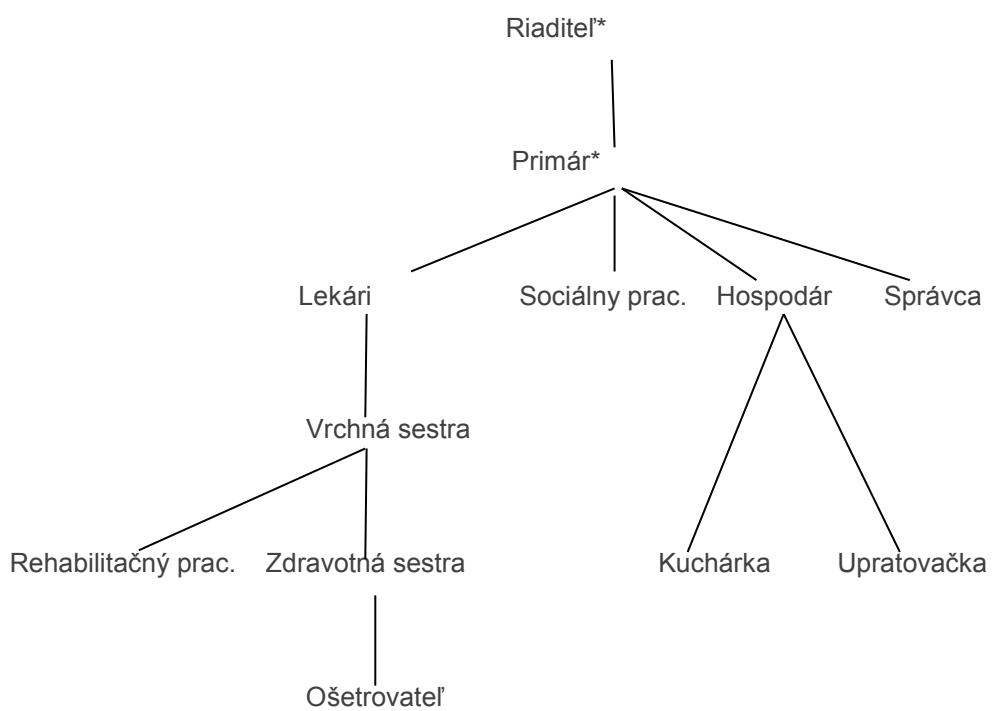 Riaditeľ*
Primár*
Lekári
Sociálny prac.
Hospodár
Správca
Vrchná sestra
Rehabilitačný prac.
Zdravotná sestra
Kuchárka
Upratovačka
Ošetrovateľ